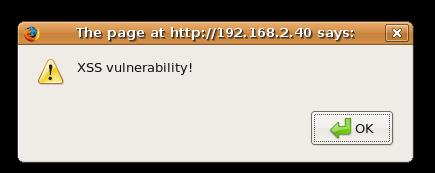 The page at http://192.168.2.40 says:
XSS vulnerability!
OK